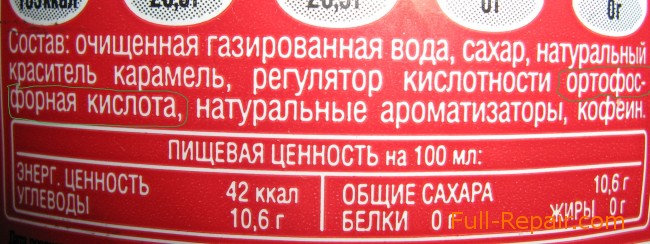 Состав: очищенная газированная вода, сахар, натуральный
краситель карамель, регулятор кислотности ортофос-
форная кислота, натуральные ароматизаторы, кофеин.
ПИЩЕВАЯ ЦЕННОСТЬ на 100 мл:
ЭНЕРГ. ЦЕННОСТЬ 42 ккал ОБЩИЕ САХАРА 10,6 г
УГЛЕВОДЫ 10,6 г БЕЛКИ 0 г ЖИРЫ 0 г
Full-Repair.com